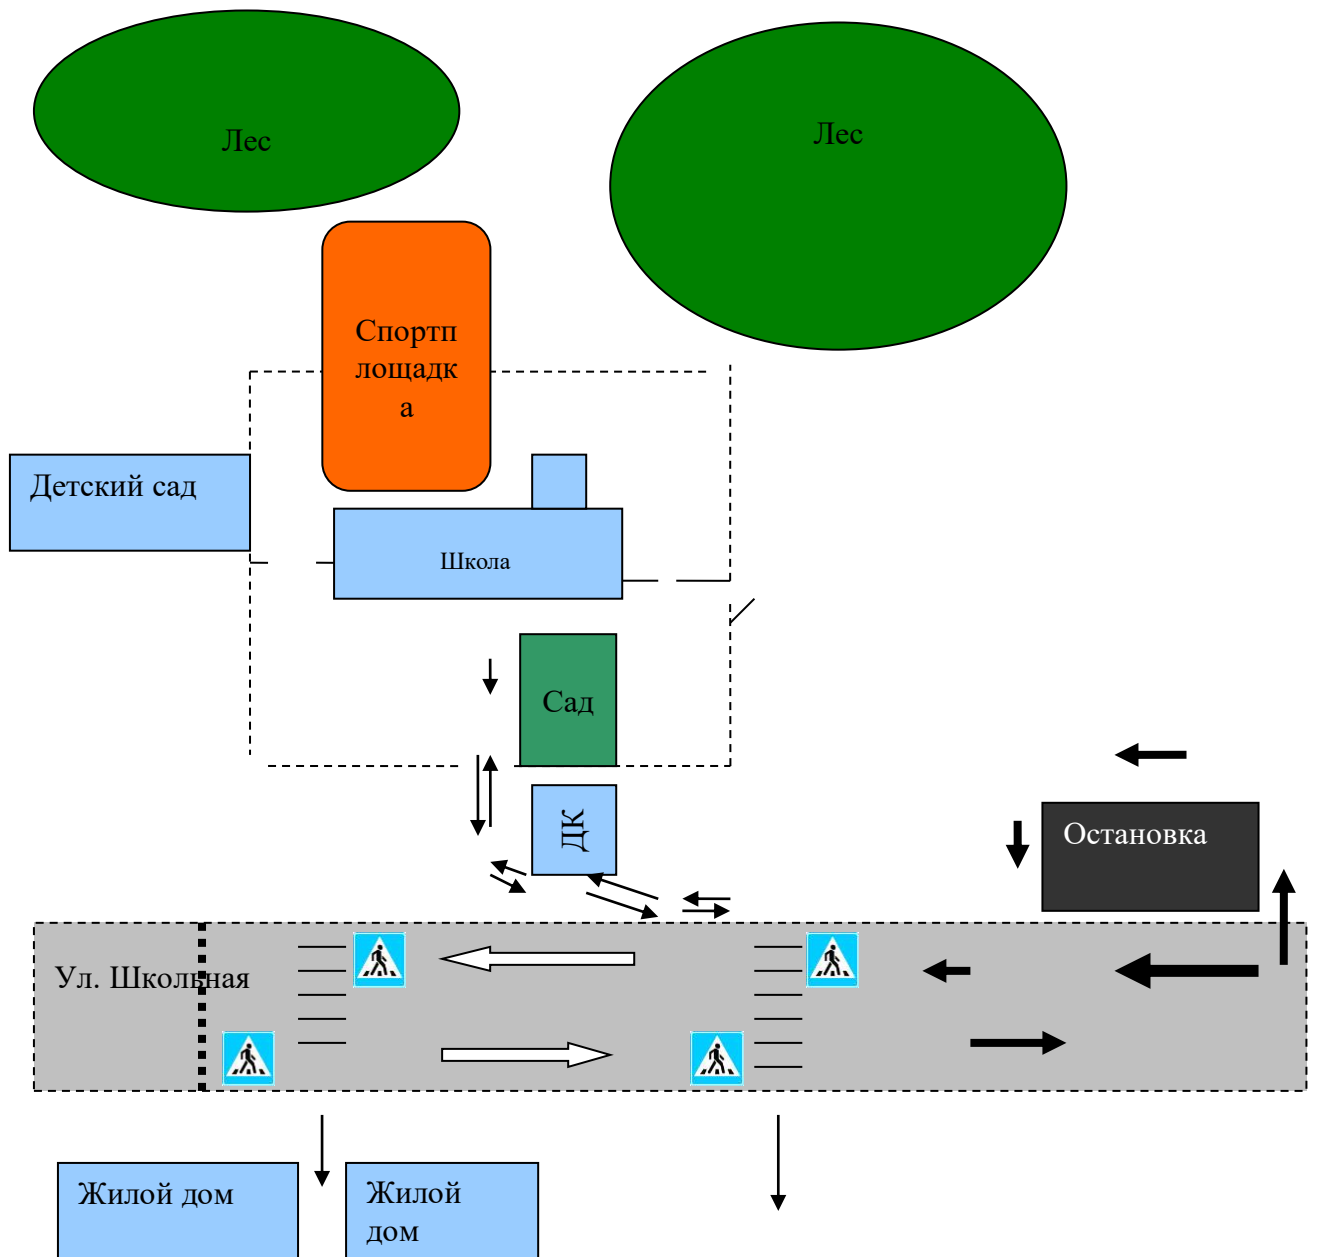 Лес
Лес
Спортп
лощадк
а
Детский сад
Школа
Сад
ДК
Остановка
Ул. Школьная
Жилой дом
Жилой
дом